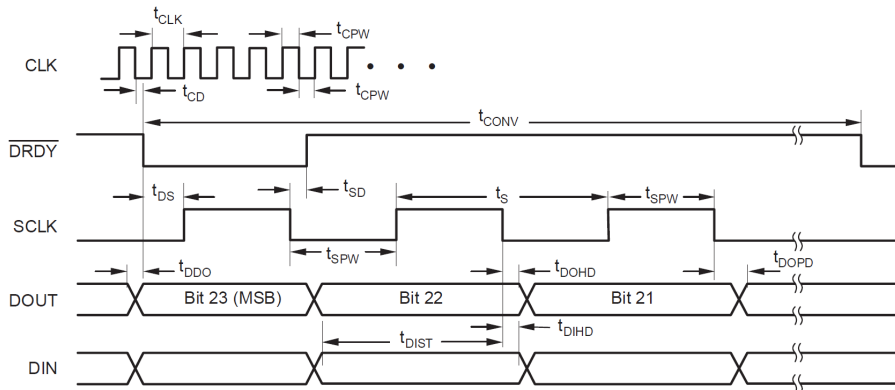 tCLK
tCPW
CLK
tCD
tCPW
tCONV
DRDY
tDS
tSD
tS
tSPW
SCLK
tSPW
tDDO
tDOHD
tDOPD
DOUT
Bit 23 (MSB)
Bit 22
Bit 21
tDIST
tDIHD
DIN